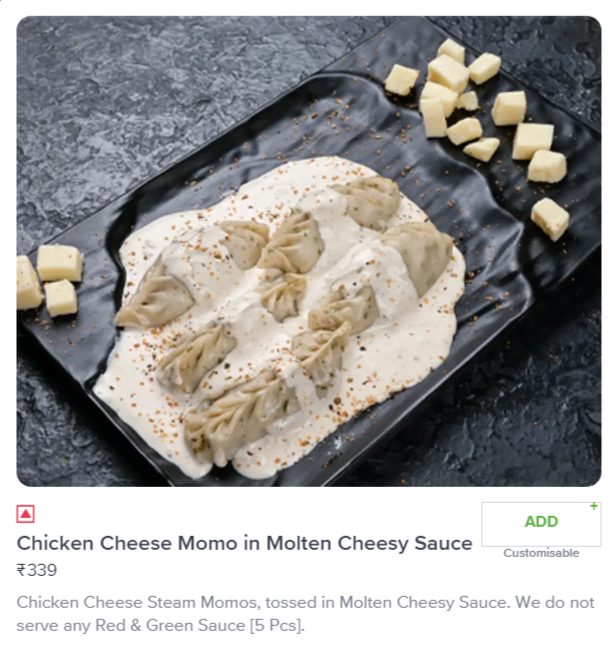 ADD
+
Chicken Cheese Momo in Molten Cheesy Sauce
Customisable
₹339
Chicken Cheese Steam Momos, tossed in Molten Cheesy Sauce. We do not
serve any Red & Green Sauce [5 Pcs].